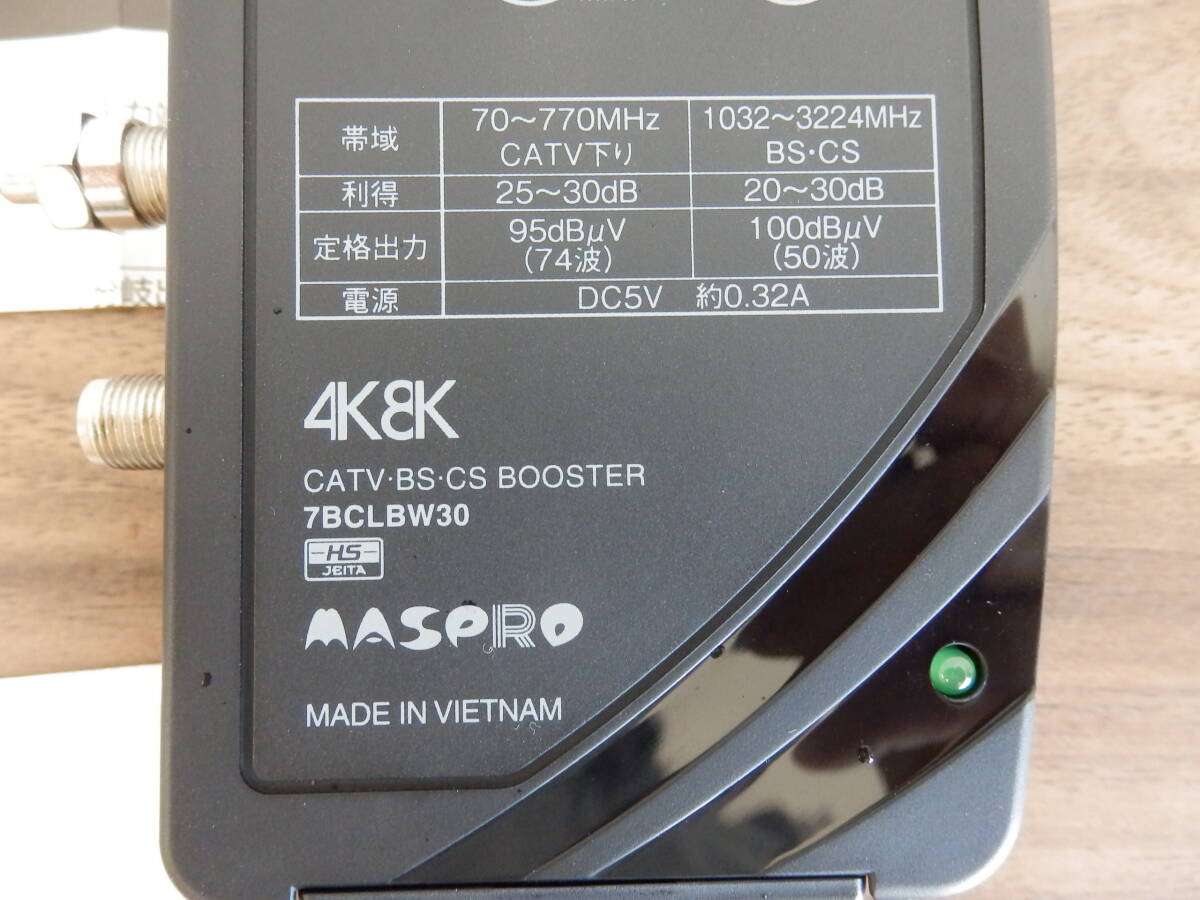 帯域 70～770MHz 1032～3224MHz
CATV下り BS・CS
利得 25～30dB 20～30dB
定格出力 95dBμV 100dBμV
(74波) (50波)
電源 DC5V 約0.32A
4K8K
CATV·BS·CS BOOSTER
7BCLBW30
HS
JEITA
MASPRO
MADE IN VIETNAM